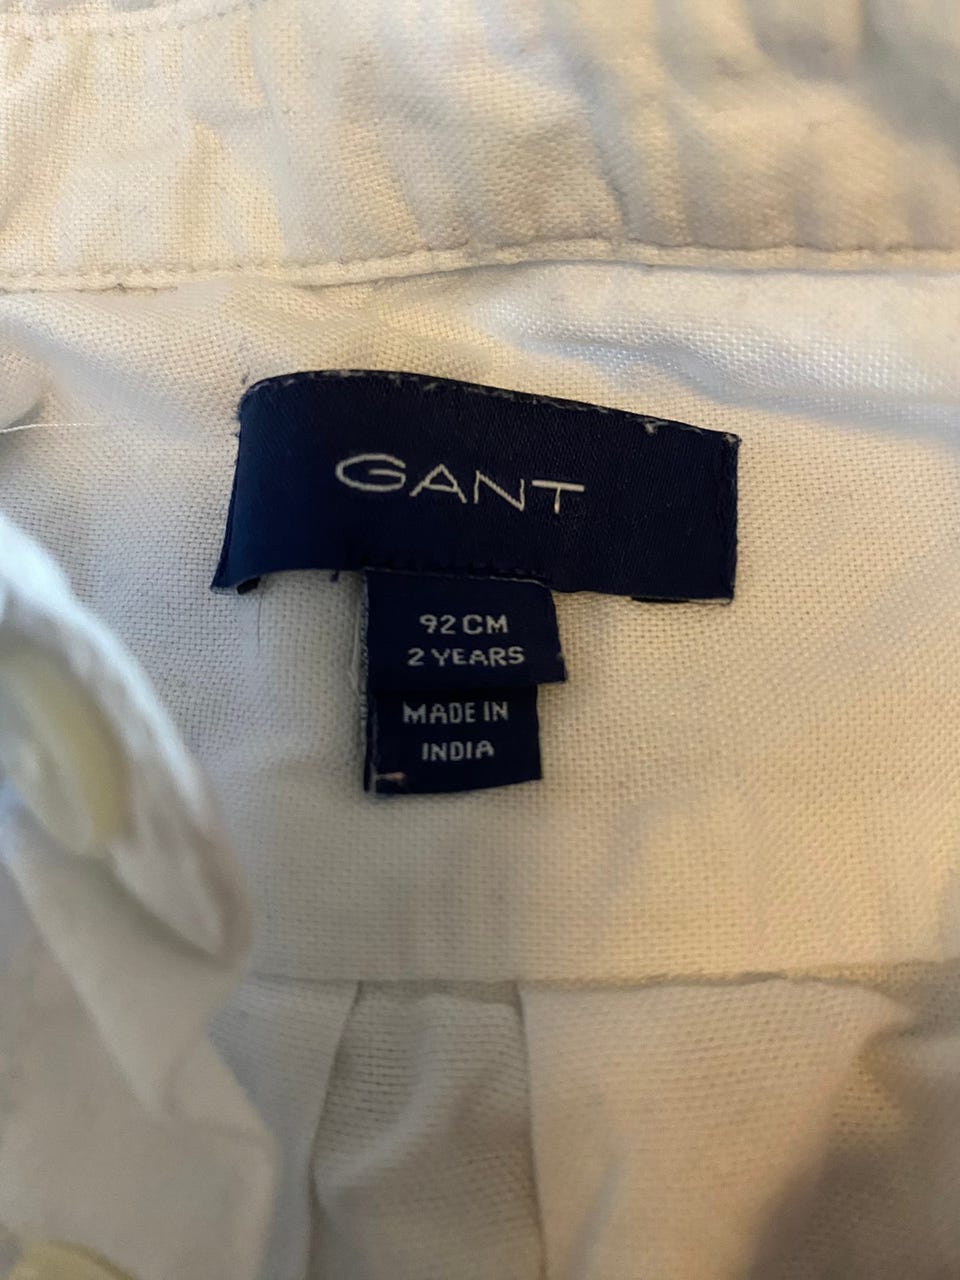 GANT
92 CM
2 YEARS
MADE IN
INDIA